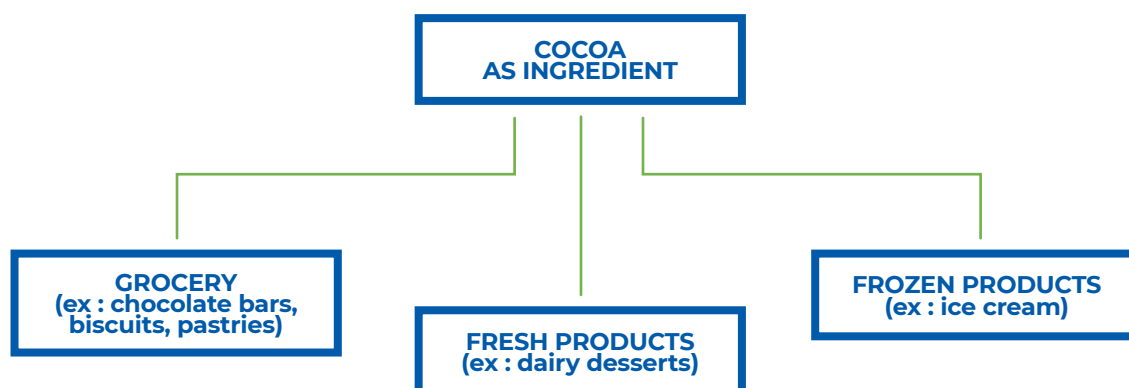 COCOA
AS INGREDIENT
GROCERY
(ex : chocolate bars,
biscuits, pastries)
FRESH PRODUCTS
(ex : dairy desserts)
FROZEN PRODUCTS
(ex : ice cream)